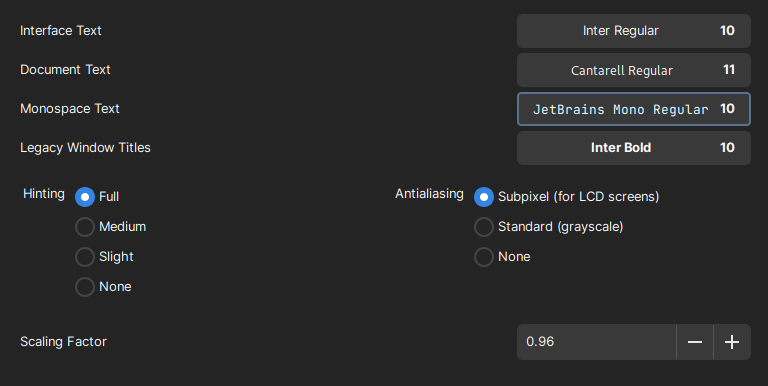 Interface Text Inter Regular 10
Document Text Cantarell Regular 11
Monospace Text JetBrains Mono Regular 10
Legacy Window Titles Inter Bold 10
Hinting Full Antialiasing Subpixel (for LCD screens)
Medium Standard (grayscale)
Slight None
None
Scaling Factor 0.96